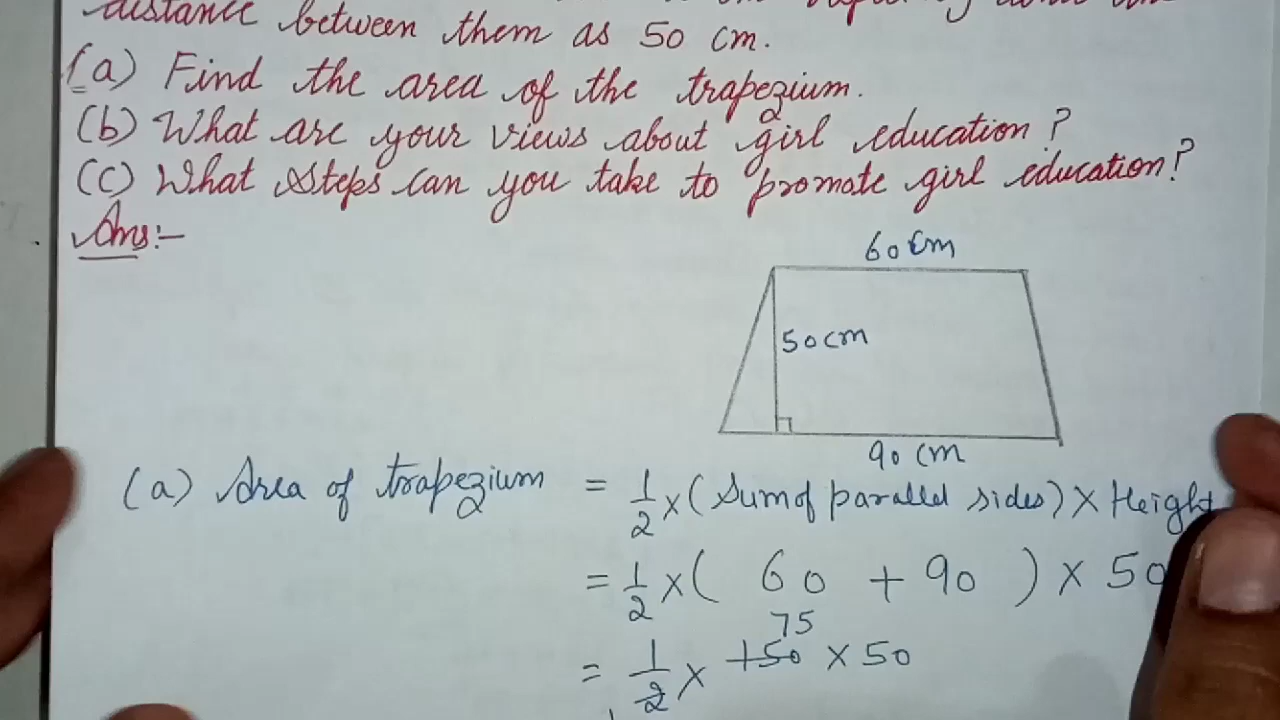 distance between them as 50 cm.
(a) Find the area of the trapezium.
(b) What are your views about girl education?
(c) What steps can you take to promote girl education?
Ans:-
60 cm
50cm
90 cm
(a) Area of trapezium = 1/2 × (Sum of parallel sides) × Height
= 1/2 × ( 60 + 90 ) × 50
75
= 1/2 × 150 × 50